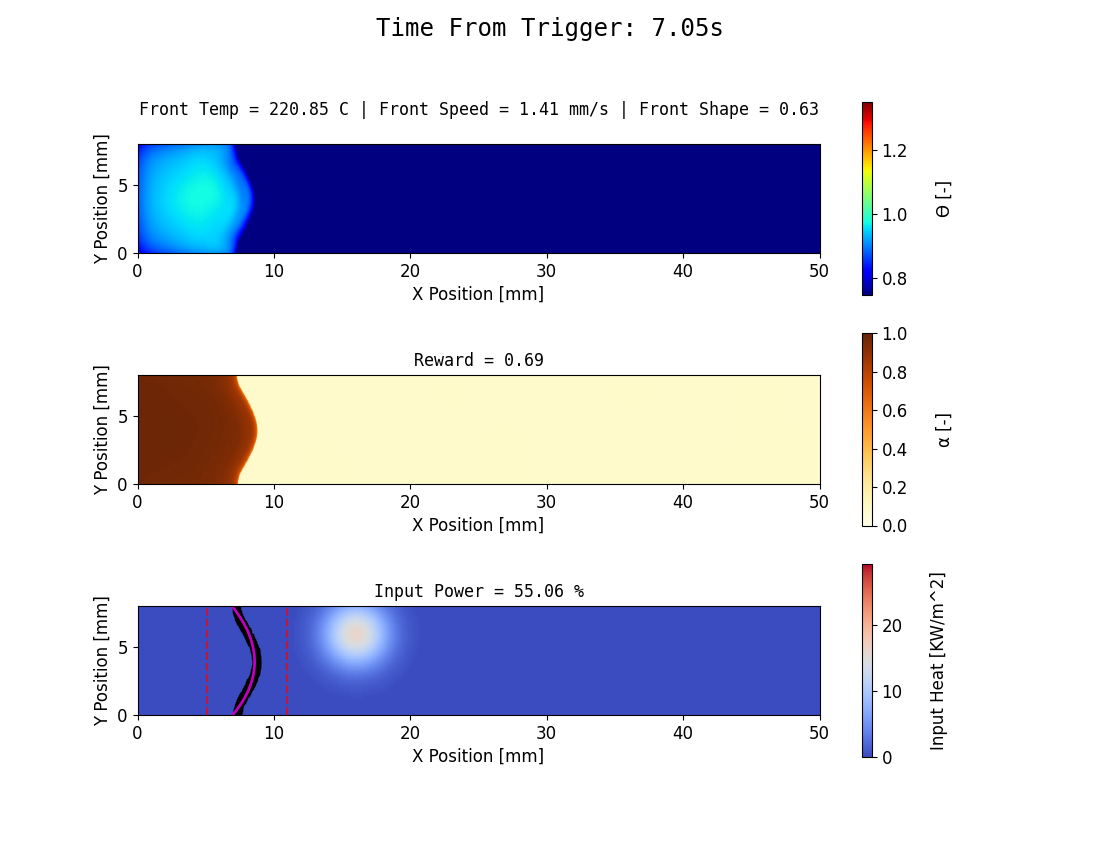 Time From Trigger: 7.05s
Front Temp = 220.85 C | Front Speed = 1.41 mm/s | Front Shape = 0.63
Y Position [mm]
5
0
0 10 20 30 40 50
X Position [mm]
1.2
1.0
0.8
Θ [-]
Reward = 0.69
Y Position [mm]
5
0
0 10 20 30 40 50
X Position [mm]
1.0
0.8
0.6
0.4
0.2
0.0
α [-]
Input Power = 55.06 %
Y Position [mm]
5
0
0 10 20 30 40 50
X Position [mm]
20
10
0
Input Heat [KW/m^2]